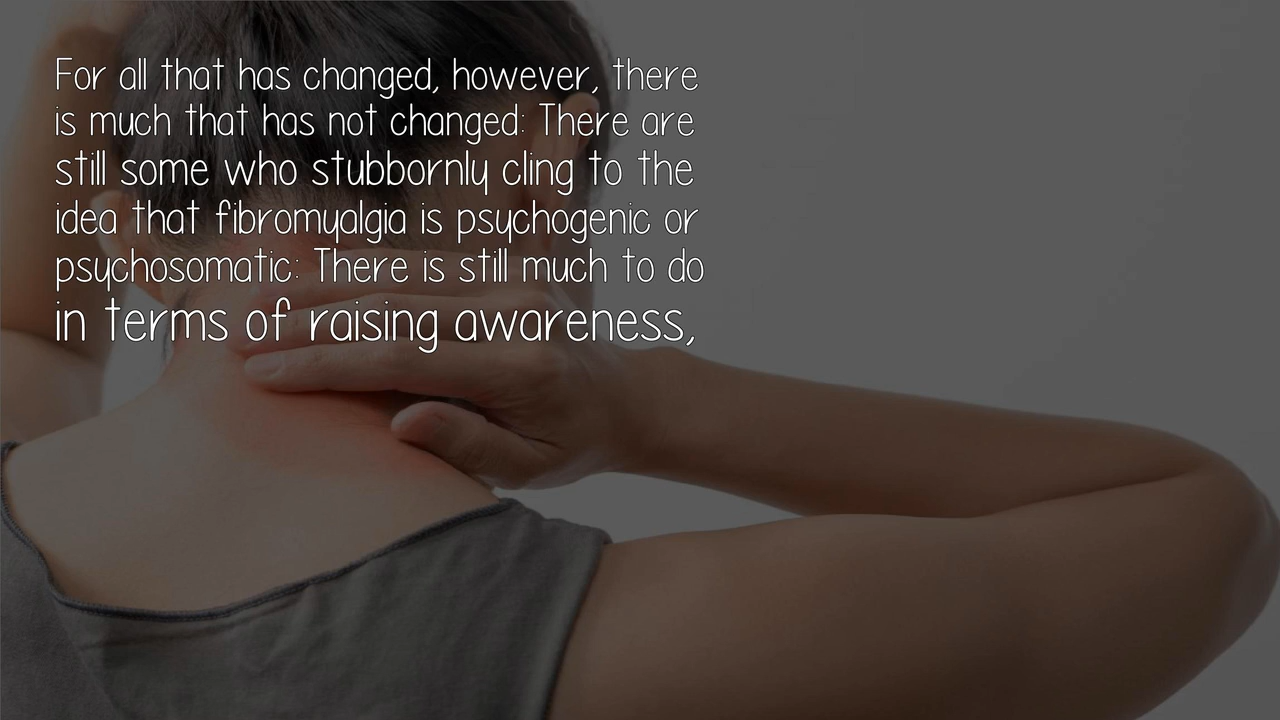 For all that has changed, however, there
is much that has not changed: There are
still some who stubbornly cling to the
idea that fibromyalgia is psychogenic or
psychosomatic: There is still much to do
in terms of raising awareness,